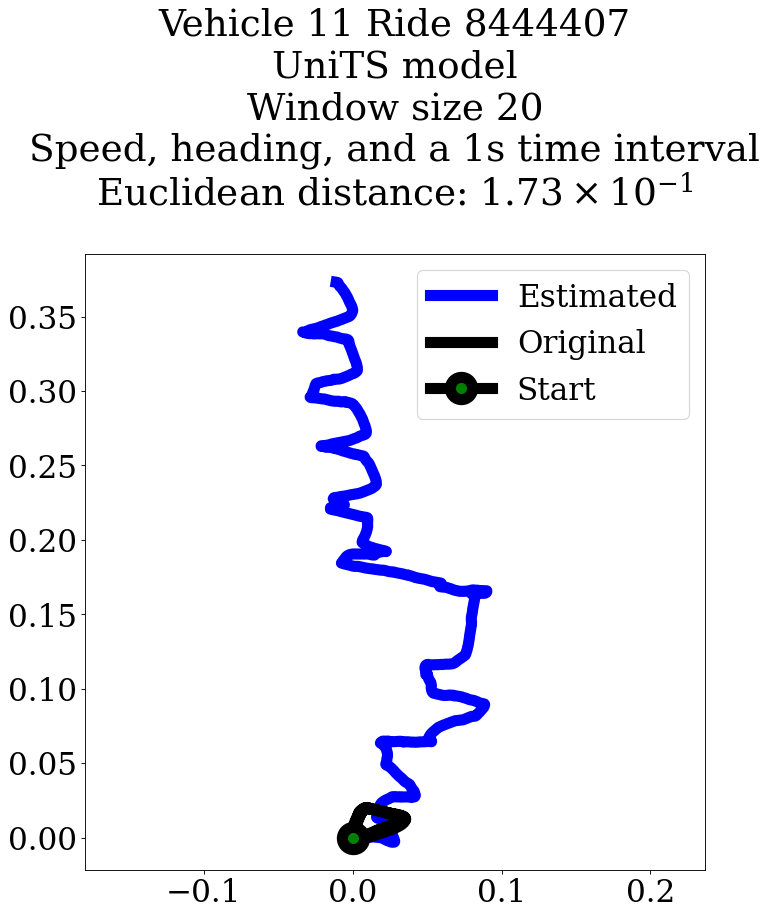 Vehicle 11 Ride 8444407
UniTS model
Window size 20
Speed, heading, and a 1s time interval
Euclidean distance: 1.73 × 10⁻¹
Estimated
Original
Start
0.35
0.30
0.25
0.20
0.15
0.10
0.05
0.00
−0.1
0.0
0.1
0.2